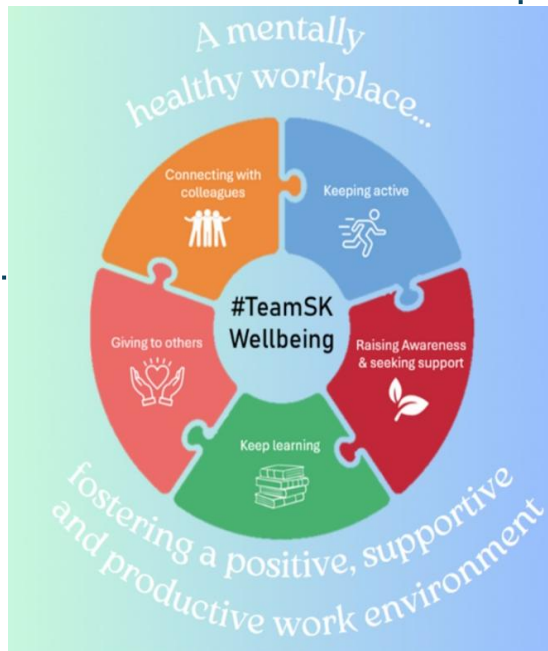 A mentally
healthy workplace...
Connecting with
colleagues
Keeping active
Giving to others
#TeamSK
Wellbeing
Raising Awareness
& seeking support
Keep learning
fostering a positive, supportive
and productive work environment